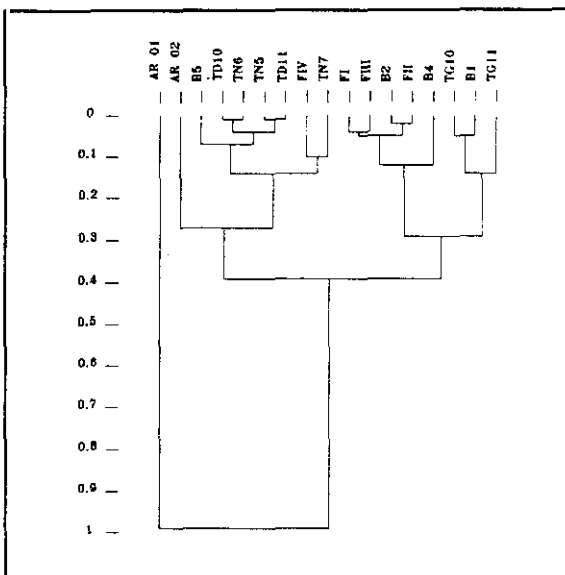 AR 01
AR 02
B5
TD10
TN6
TN5
TD11
FIV
TN7
FI
FIII
B2
FII
B4
TG10
B1
TG11
0
0.1
0.2
0.3
0.4
0.5
0.6
0.7
0.8
0.9
1